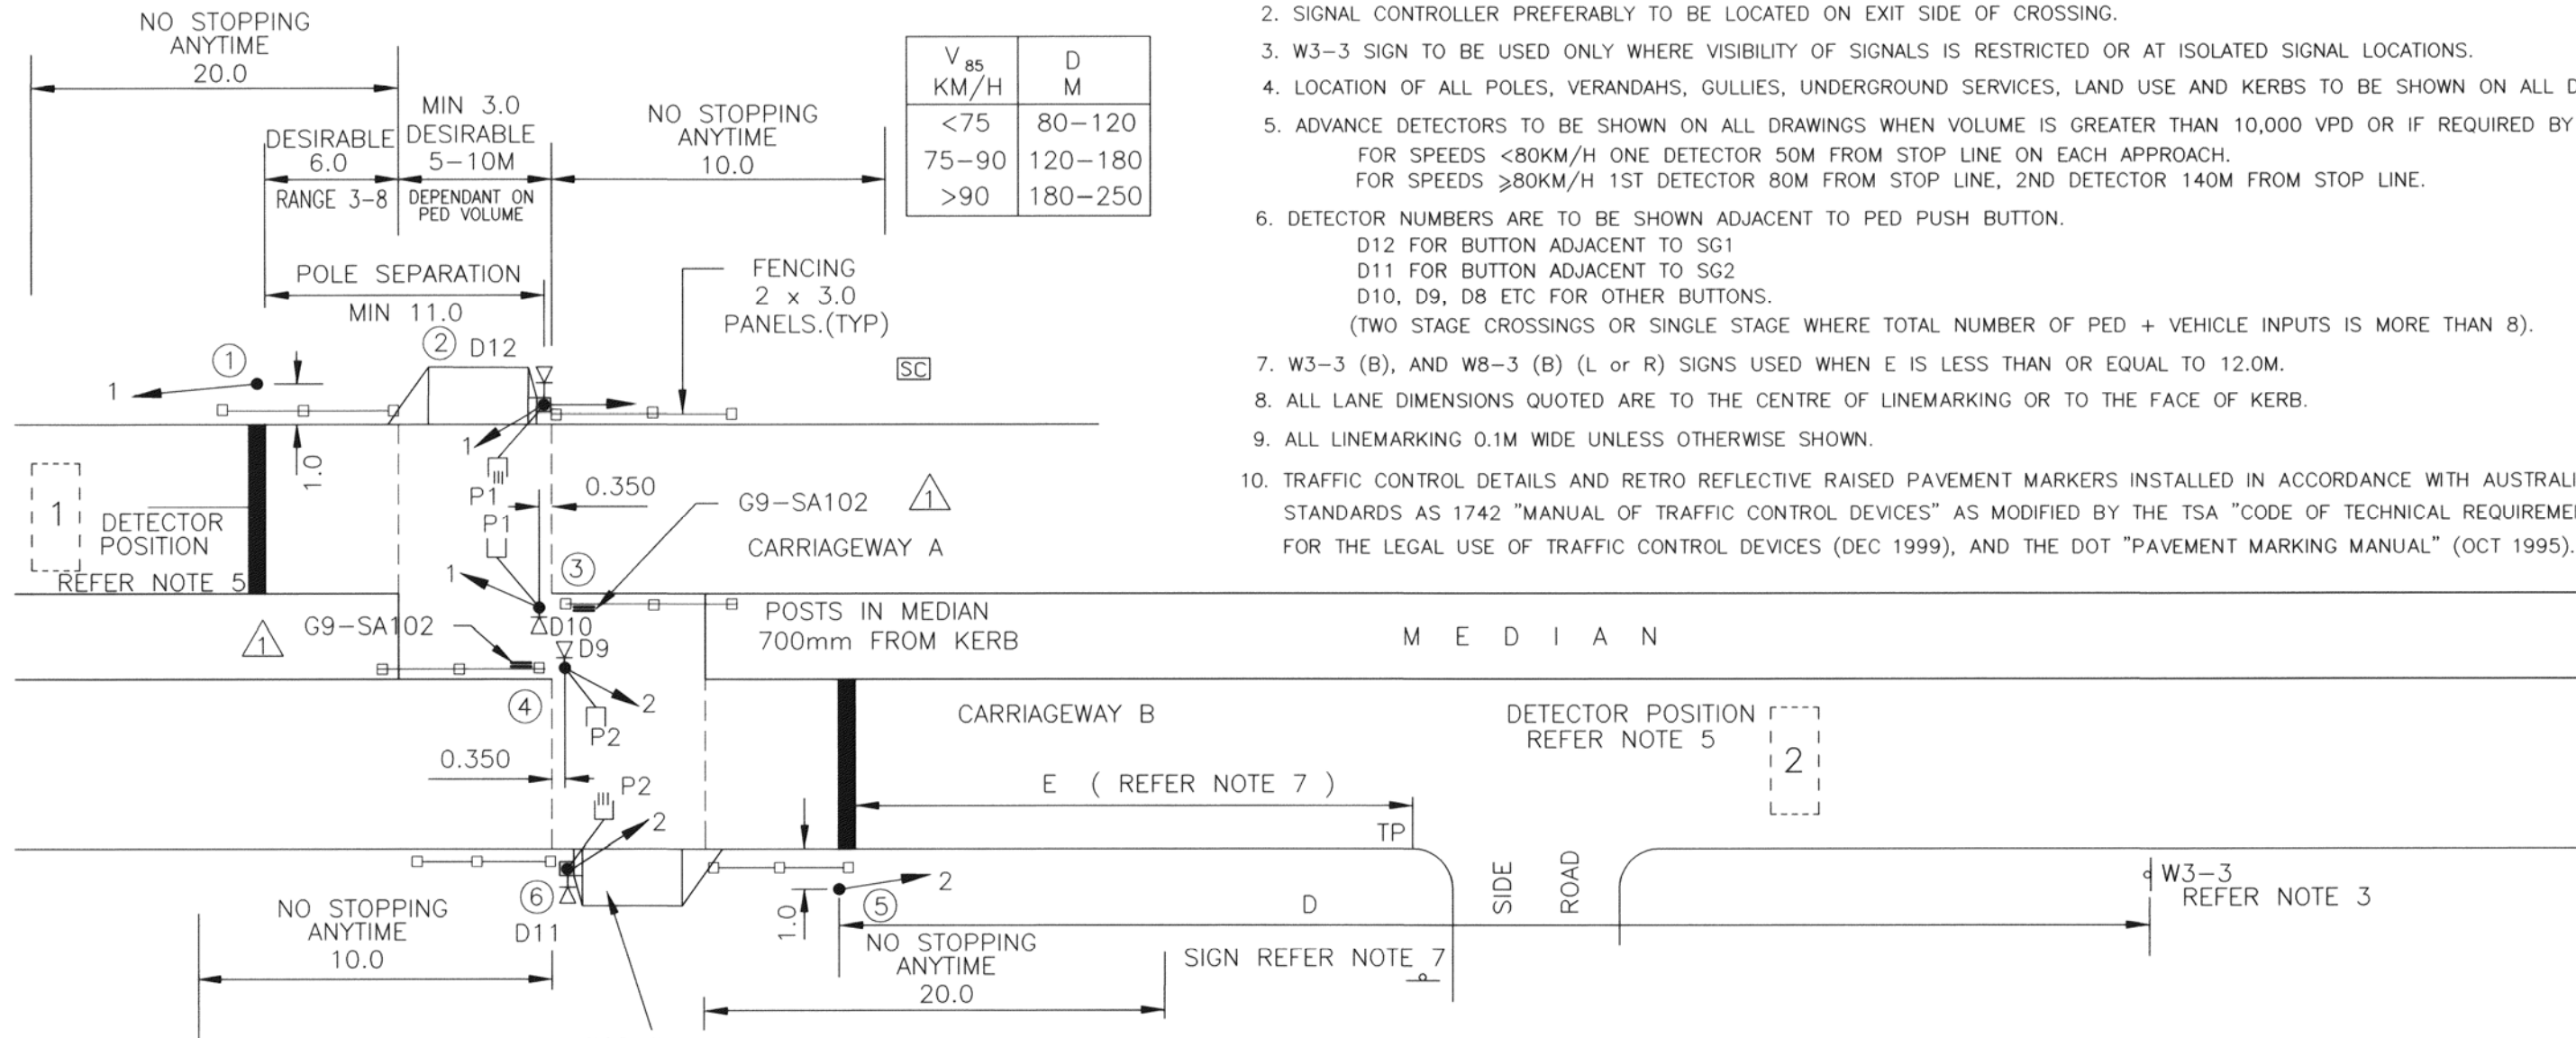 NO STOPPING
ANYTIME
20.0
MIN 3.0
DESIRABLE
5-10M
DEPENDANT ON
PED VOLUME
DESIRABLE
6.0
RANGE 3-8
NO STOPPING
ANYTIME
10.0
V 85 KM/H D M
<75 80-120
75-90 120-180
>90 180-250
POLE SEPARATION
MIN 11.0
FENCING
2 x 3.0
PANELS.(TYP)
1
1
2 D12
SC
1
1.0
P1
P1
0.350
G9-SA102 1
CARRIAGEWAY A
1
DETECTOR
POSITION
REFER NOTE 5
1
3
G9-SA102
1
D10
D9
POSTS IN MEDIAN
700mm FROM KERB
MEDIAN
4
2
P2
0.350
CARRIAGEWAY B
DETECTOR POSITION
REFER NOTE 5
2
E ( REFER NOTE 7 )
TP
P2
2
6
D11
NO STOPPING
ANYTIME
10.0
1.0
5
2
D
SIDE
ROAD
W3-3
REFER NOTE 3
NO STOPPING
ANYTIME
20.0
SIGN REFER NOTE 7
2. SIGNAL CONTROLLER PREFERABLY TO BE LOCATED ON EXIT SIDE OF CROSSING.
3. W3-3 SIGN TO BE USED ONLY WHERE VISIBILITY OF SIGNALS IS RESTRICTED OR AT ISOLATED SIGNAL LOCATIONS.
4. LOCATION OF ALL POLES, VERANDAHS, GULLIES, UNDERGROUND SERVICES, LAND USE AND KERBS TO BE SHOWN ON ALL D
5. ADVANCE DETECTORS TO BE SHOWN ON ALL DRAWINGS WHEN VOLUME IS GREATER THAN 10,000 VPD OR IF REQUIRED BY
FOR SPEEDS <80KM/H ONE DETECTOR 50M FROM STOP LINE ON EACH APPROACH.
FOR SPEEDS ⩾80KM/H 1ST DETECTOR 80M FROM STOP LINE, 2ND DETECTOR 140M FROM STOP LINE.
6. DETECTOR NUMBERS ARE TO BE SHOWN ADJACENT TO PED PUSH BUTTON.
D12 FOR BUTTON ADJACENT TO SG1
D11 FOR BUTTON ADJACENT TO SG2
D10, D9, D8 ETC FOR OTHER BUTTONS.
(TWO STAGE CROSSINGS OR SINGLE STAGE WHERE TOTAL NUMBER OF PED + VEHICLE INPUTS IS MORE THAN 8).
7. W3-3 (B), AND W8-3 (B) (L or R) SIGNS USED WHEN E IS LESS THAN OR EQUAL TO 12.0M.
8. ALL LANE DIMENSIONS QUOTED ARE TO THE CENTRE OF LINEMARKING OR TO THE FACE OF KERB.
9. ALL LINEMARKING 0.1M WIDE UNLESS OTHERWISE SHOWN.
10. TRAFFIC CONTROL DETAILS AND RETRO REFLECTIVE RAISED PAVEMENT MARKERS INSTALLED IN ACCORDANCE WITH AUSTRALI
STANDARDS AS 1742 "MANUAL OF TRAFFIC CONTROL DEVICES" AS MODIFIED BY THE TSA "CODE OF TECHNICAL REQUIREME
FOR THE LEGAL USE OF TRAFFIC CONTROL DEVICES (DEC 1999), AND THE DOT "PAVEMENT MARKING MANUAL" (OCT 1995).